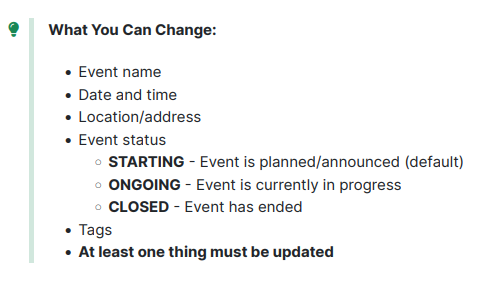 What You Can Change:
• Event name
• Date and time
• Location/address
• Event status
○ STARTING - Event is planned/announced (default)
○ ONGOING - Event is currently in progress
○ CLOSED - Event has ended
• Tags
• At least one thing must be updated